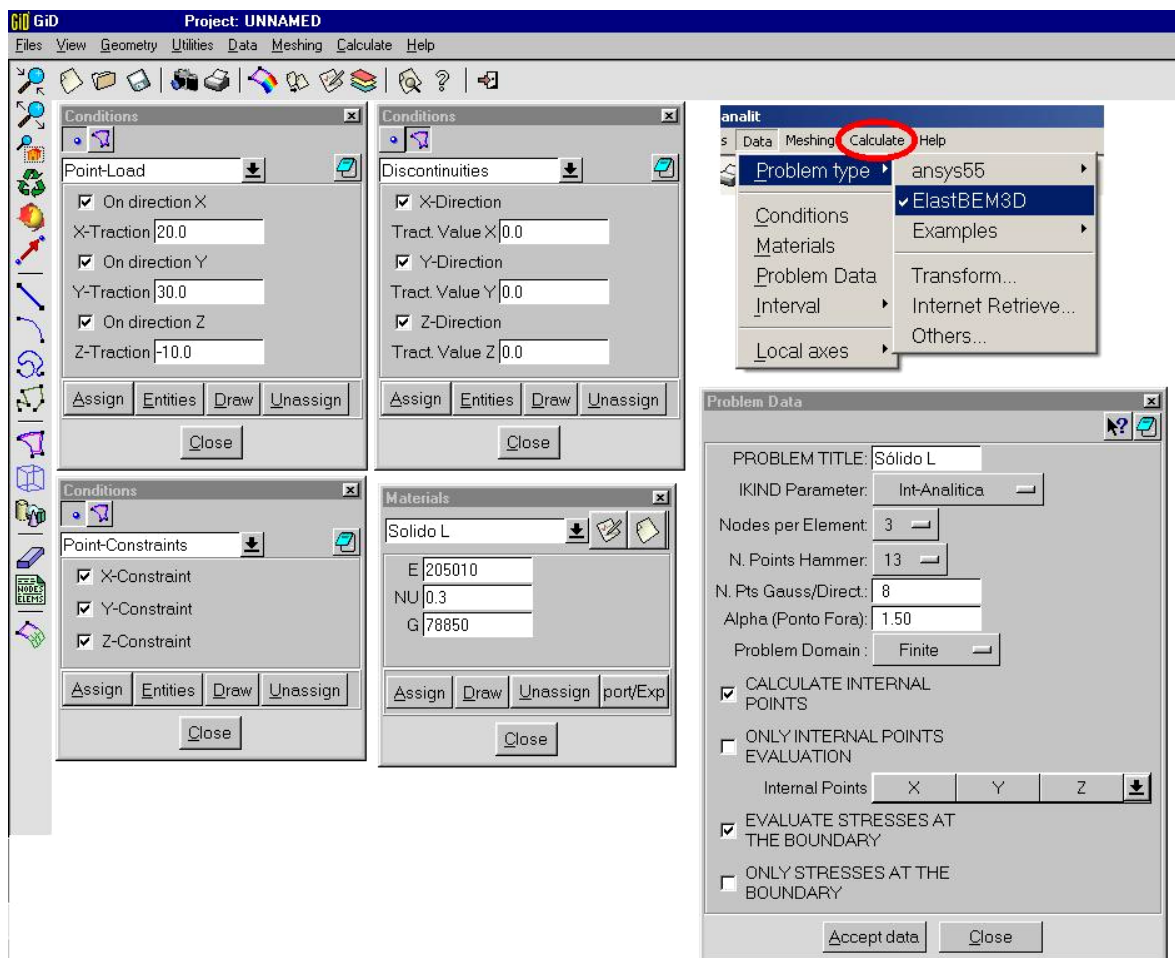 GiD GiD Project: UNNAMED
Files View Geometry Utilities Data Meshing Calculate Help
Conditions
Point-Load
On direction X
X-Traction 20.0
On direction Y
Y-Traction 30.0
On direction Z
Z-Traction -10.0
Assign Entities Draw Unassign
Close
Conditions
Discontinuities
X-Direction
Tract. Value X 0.0
Y-Direction
Tract. Value Y 0.0
Z-Direction
Tract. Value Z 0.0
Assign Entities Draw Unassign
Close
analit
s Data Meshing Calculate Help
Problem type
Conditions
Materials
Problem Data
Interval
Local axes
ansys55
ElastBEM3D
Examples
Transform...
Internet Retrieve...
Others...
Conditions
Point-Constraints
X-Constraint
Y-Constraint
Z-Constraint
Assign Entities Draw Unassign
Close
Materials
Solido L
E 205010
NU 0.3
G 78850
Assign Draw Unassign port/Exp
Close
Problem Data
PROBLEM TITLE: Sólido L
IKIND Parameter: Int-Analitica
Nodes per Element: 3
N. Points Hammer: 13
N. Pts Gauss/Direct.: 8
Alpha (Ponto Fora): 1.50
Problem Domain : Finite
CALCULATE INTERNAL
POINTS
ONLY INTERNAL POINTS
EVALUATION
Internal Points X Y Z
EVALUATE STRESSES AT
THE BOUNDARY
ONLY STRESSES AT THE
BOUNDARY
Accept data Close
NODES
ELEMS